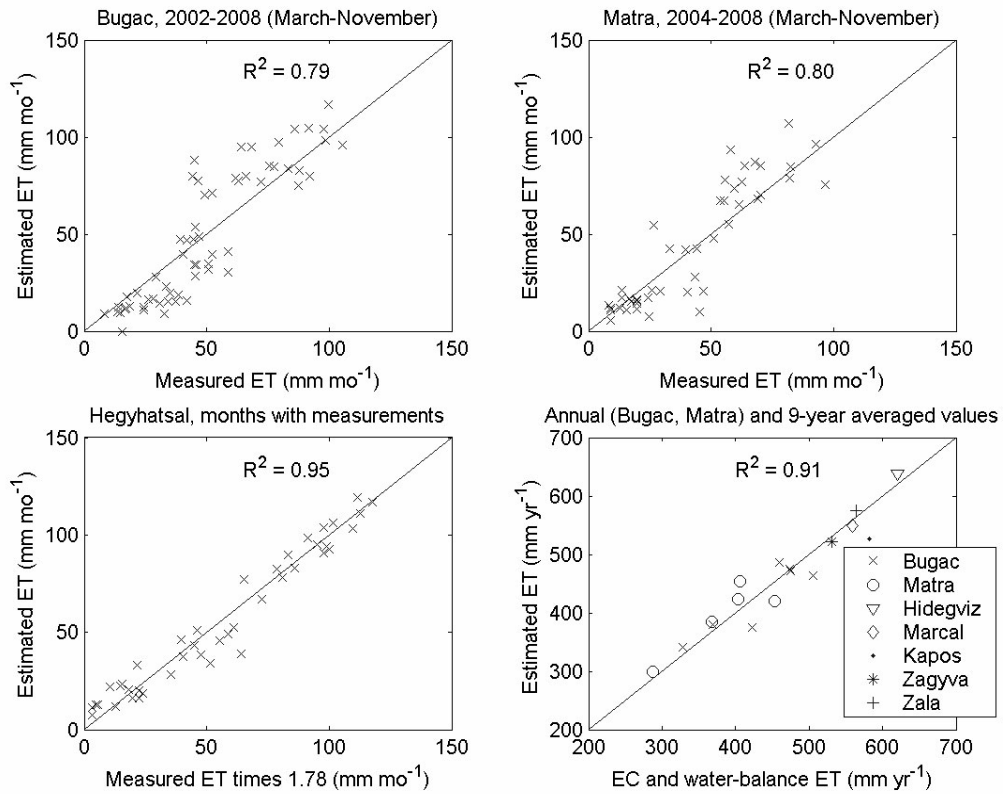 Bugac, 2002-2008 (March-November)
150
100
50
0
Estimated ET (mm mo⁻¹)
R² = 0.79
0 50 100 150
Measured ET (mm mo⁻¹)
Matra, 2004-2008 (March-November)
150
100
50
0
Estimated ET (mm mo⁻¹)
R² = 0.80
0 50 100 150
Measured ET (mm mo⁻¹)
Hegyhatsal, months with measurements
150
100
50
0
Estimated ET (mm mo⁻¹)
R² = 0.95
0 50 100 150
Measured ET times 1.78 (mm mo⁻¹)
Annual (Bugac, Matra) and 9-year averaged values
700
600
500
400
300
200
Estimated ET (mm yr⁻¹)
R² = 0.91
Bugac
Matra
Hidegviz
Marcal
Kapos
Zagyva
Zala
200 300 400 500 600 700
EC and water-balance ET (mm yr⁻¹)